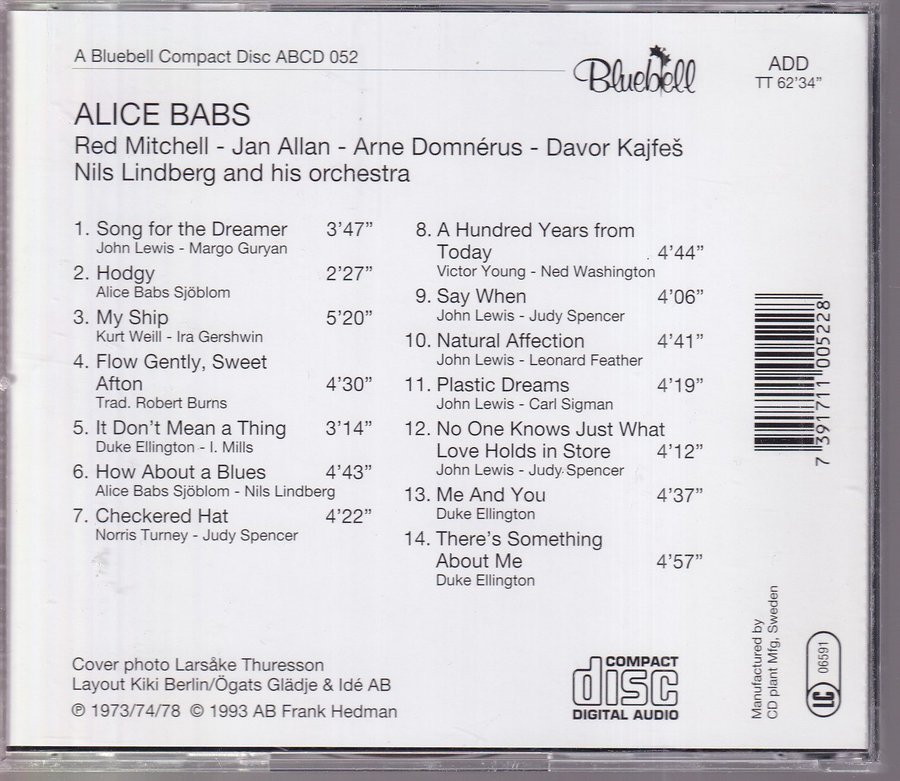 A Bluebell Compact Disc ABCD 052
Bluebell
ADD
TT 62'34"
ALICE BABS
Red Mitchell - Jan Allan - Arne Domnérus - Davor Kajfeš
Nils Lindberg and his orchestra
1. Song for the Dreamer 3'47"
John Lewis - Margo Guryan
2. Hodgy 2'27"
Alice Babs Sjöblom
3. My Ship 5'20"
Kurt Weill - Ira Gershwin
4. Flow Gently, Sweet
Afton 4'30"
Trad. Robert Burns
5. It Don't Mean a Thing 3'14"
Duke Ellington - I. Mills
6. How About a Blues 4'43"
Alice Babs Sjöblom - Nils Lindberg
7. Checkered Hat 4'22"
Norris Turney - Judy Spencer
8. A Hundred Years from
Today 4'44"
Victor Young - Ned Washington
9. Say When 4'06"
John Lewis - Judy Spencer
10. Natural Affection 4'41"
John Lewis - Leonard Feather
11. Plastic Dreams 4'19"
John Lewis - Carl Sigman
12. No One Knows Just What
Love Holds in Store 4'12"
John Lewis - Judy Spencer
13. Me And You 4'37"
Duke Ellington
14. There's Something
About Me 4'57"
Duke Ellington
7 391711 005228
Cover photo Larsåke Thuresson
Layout Kiki Berlin/Ögats Glädje & Idé AB
℗ 1973/74/78 © 1993 AB Frank Hedman
COMPACT
disc
DIGITAL AUDIO
Manufactured by
CD plant Mfg, Sweden
LC 06591